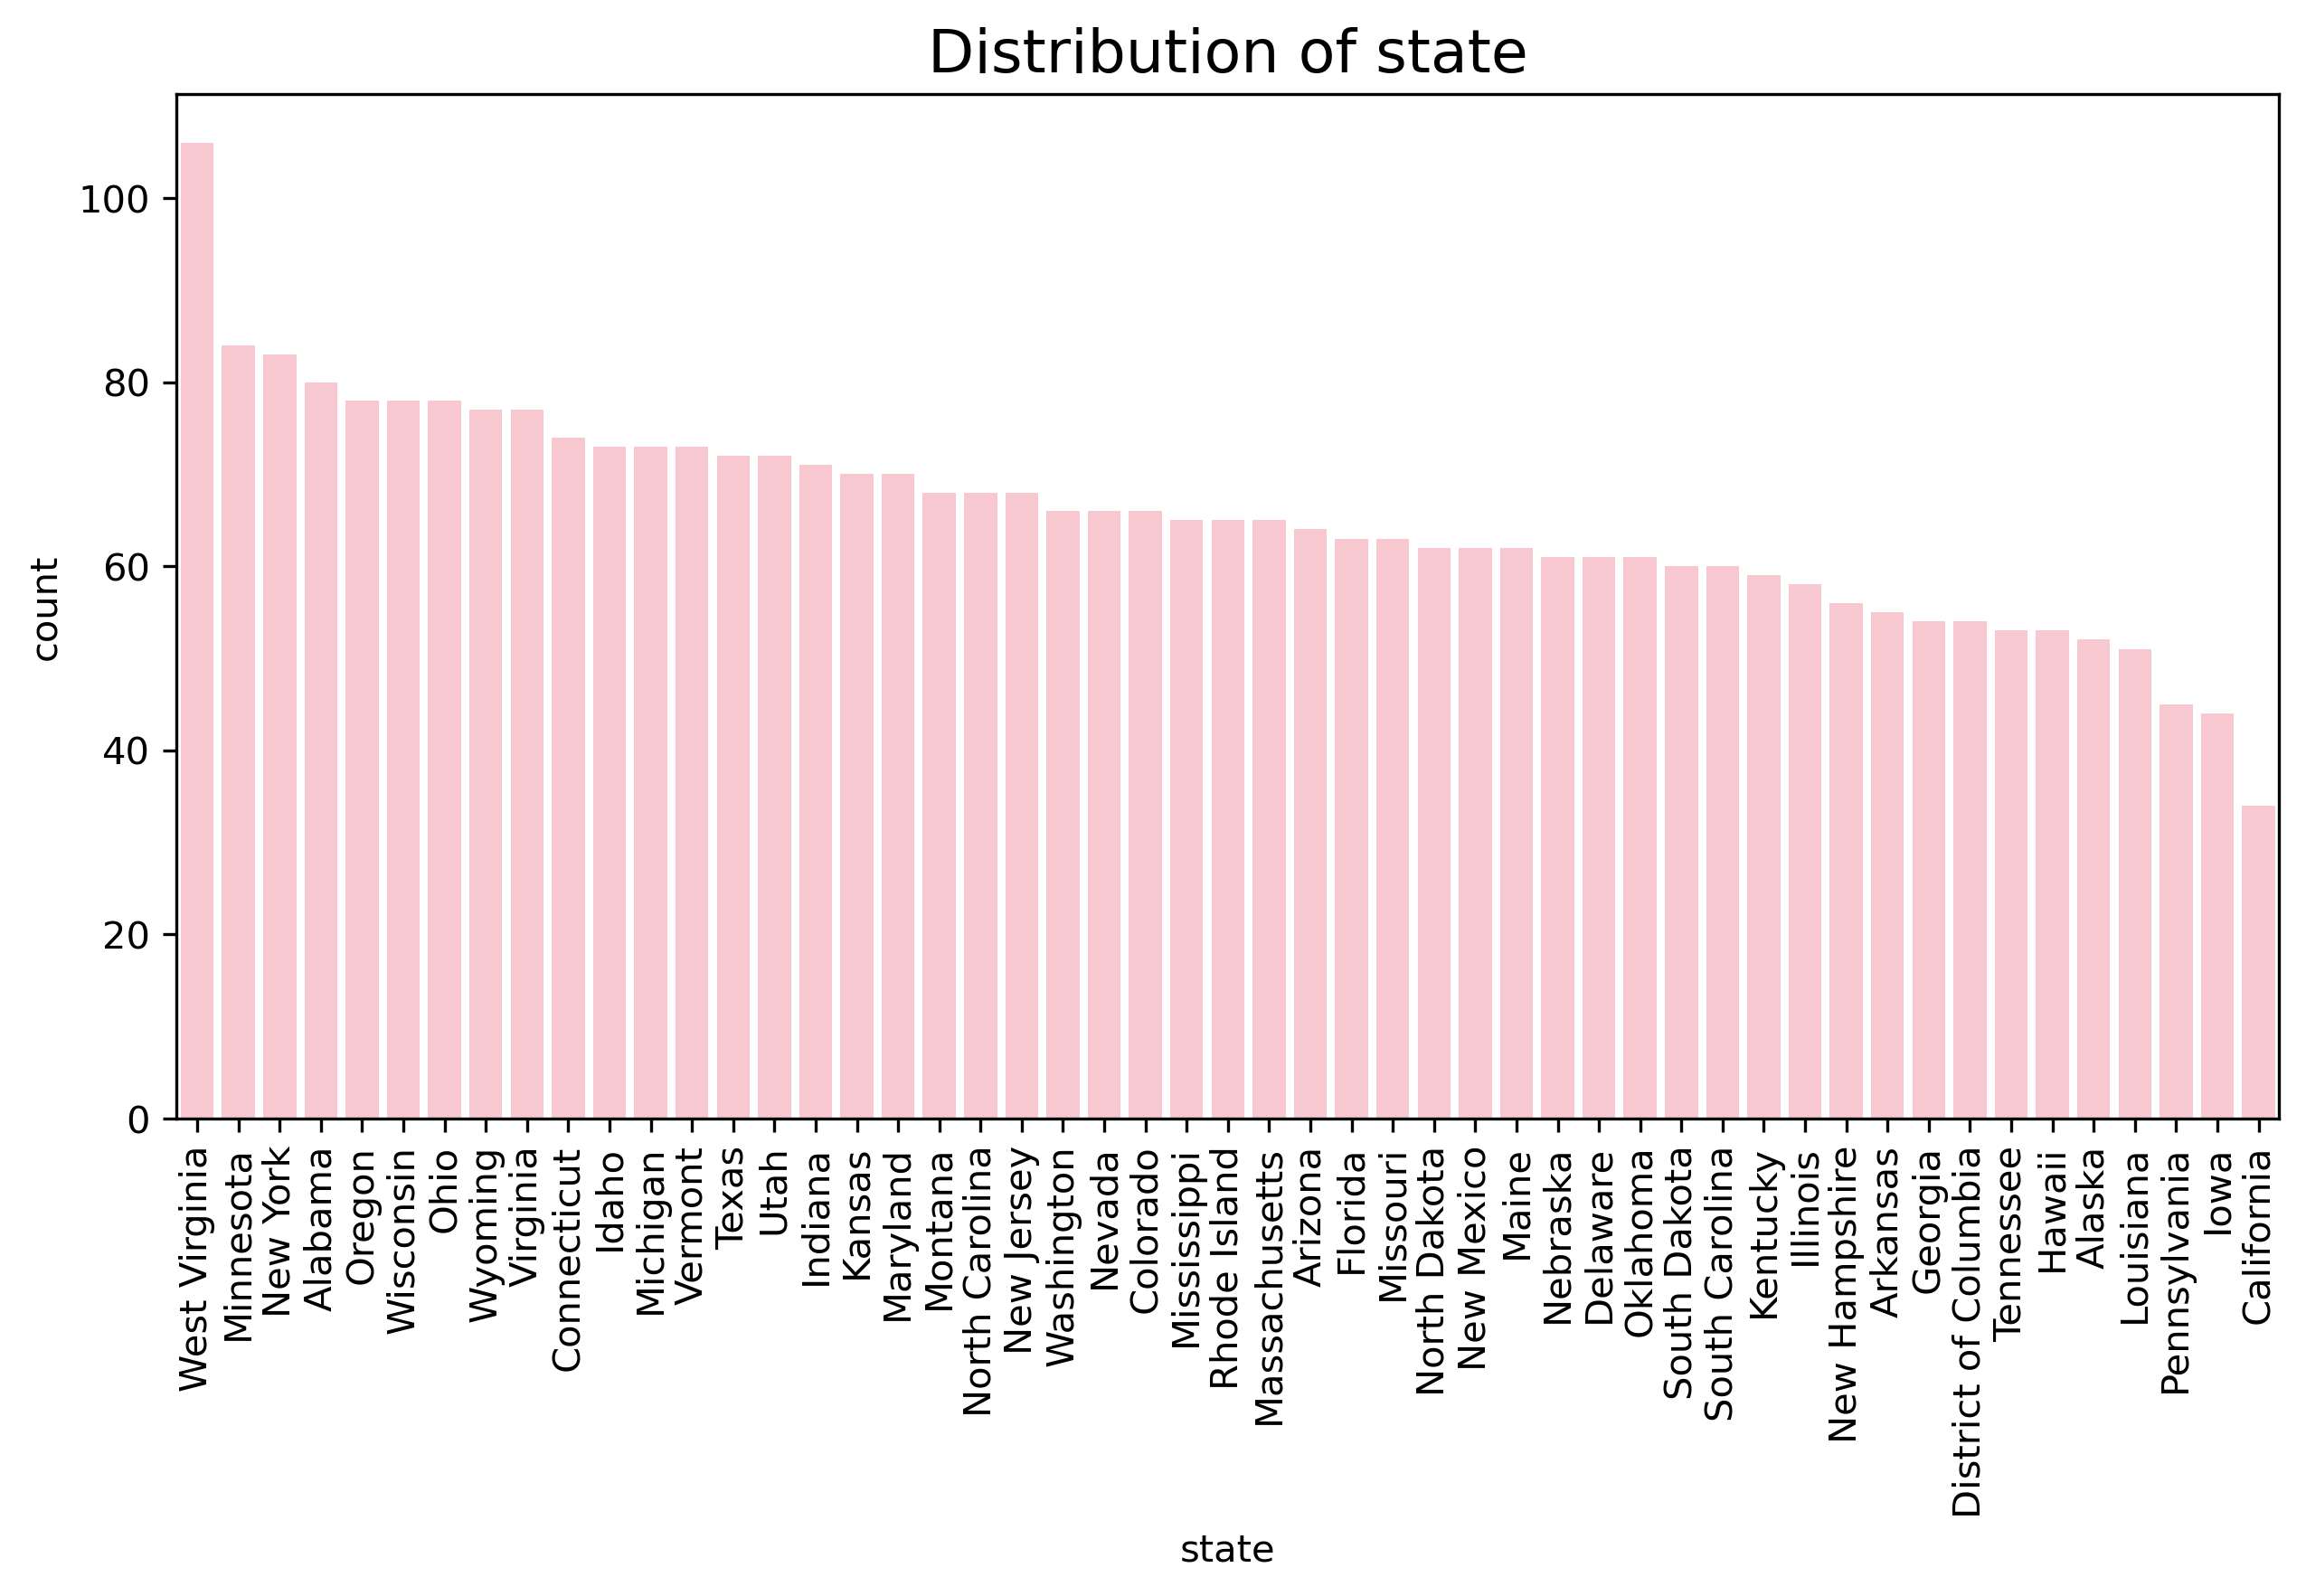 Distribution of state
count
100
80
60
40
20
0
West Virginia
Minnesota
New York
Alabama
Oregon
Wisconsin
Ohio
Wyoming
Virginia
Connecticut
Idaho
Michigan
Vermont
Texas
Utah
Indiana
Kansas
Maryland
Montana
North Carolina
New Jersey
Washington
Nevada
Colorado
Mississippi
Rhode Island
Massachusetts
Arizona
Florida
Missouri
North Dakota
New Mexico
Maine
Nebraska
Delaware
Oklahoma
South Dakota
South Carolina
Kentucky
Illinois
New Hampshire
Arkansas
Georgia
District of Columbia
Tennessee
Hawaii
Alaska
Louisiana
Pennsylvania
Iowa
California
state